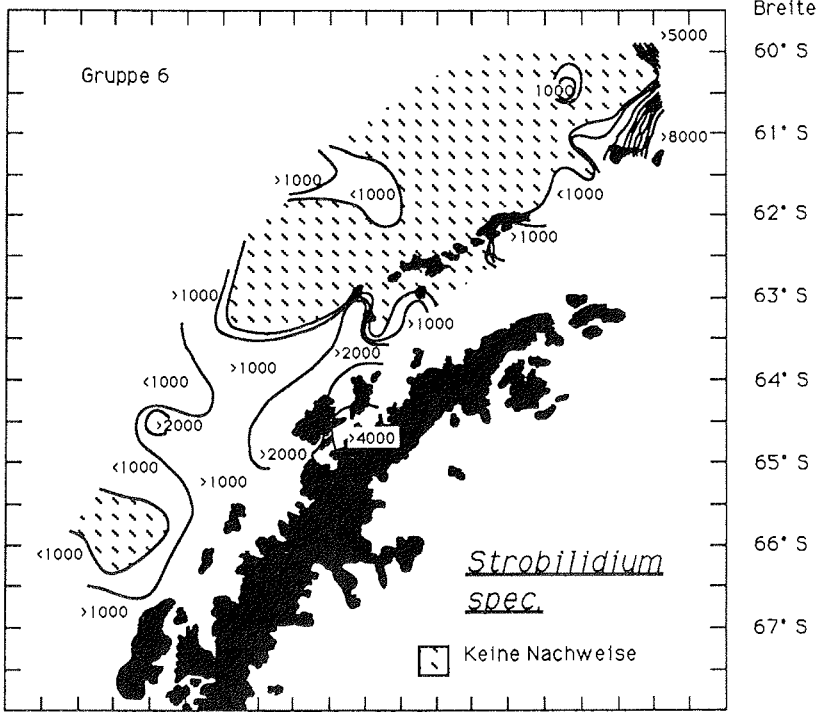 Breite
>5000
60° S
Gruppe 6
1000
61° S
>8000
>1000
<1000
<1000
62° S
>1000
>1000
63° S
>1000
>2000
>1000
<1000
64° S
>2000
>4000
>2000
<1000
65° S
>1000
<1000
66° S
Strobilidium
spec.
>1000
67° S
Keine Nachweise